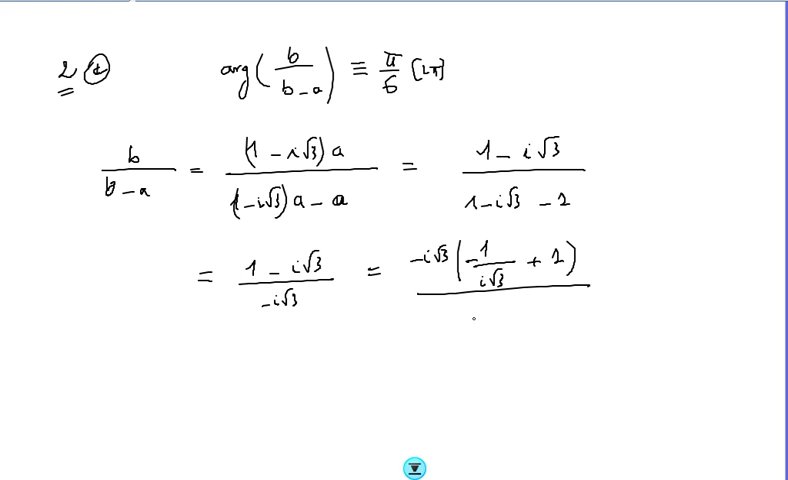 2 ⓐ arg(b/(b-a)) ≡ π/6 [2π]
b/(b-a) = (1-i√3)a/((1-i√3)a-a) = (1-i√3)/(1-i√3-1)
= (1-i√3)/(-i√3) = -i√3(-1/(i√3) + 1)